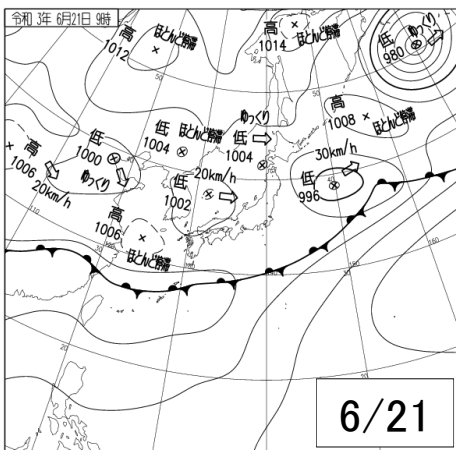 令和 3年 6月21日 9時
高
1012
ほとんど停滞
高
1014
ほとんど停滞
低
980
ゆっくり
高
1008
ほとんど停滞
低
1004
ほとんど停滞
低
1004
ゆっくり
低
1000
ゆっくり
高
1006
20km/h
低
1002
20km/h
低
996
30km/h
高
1006
ほとんど停滞
6/21